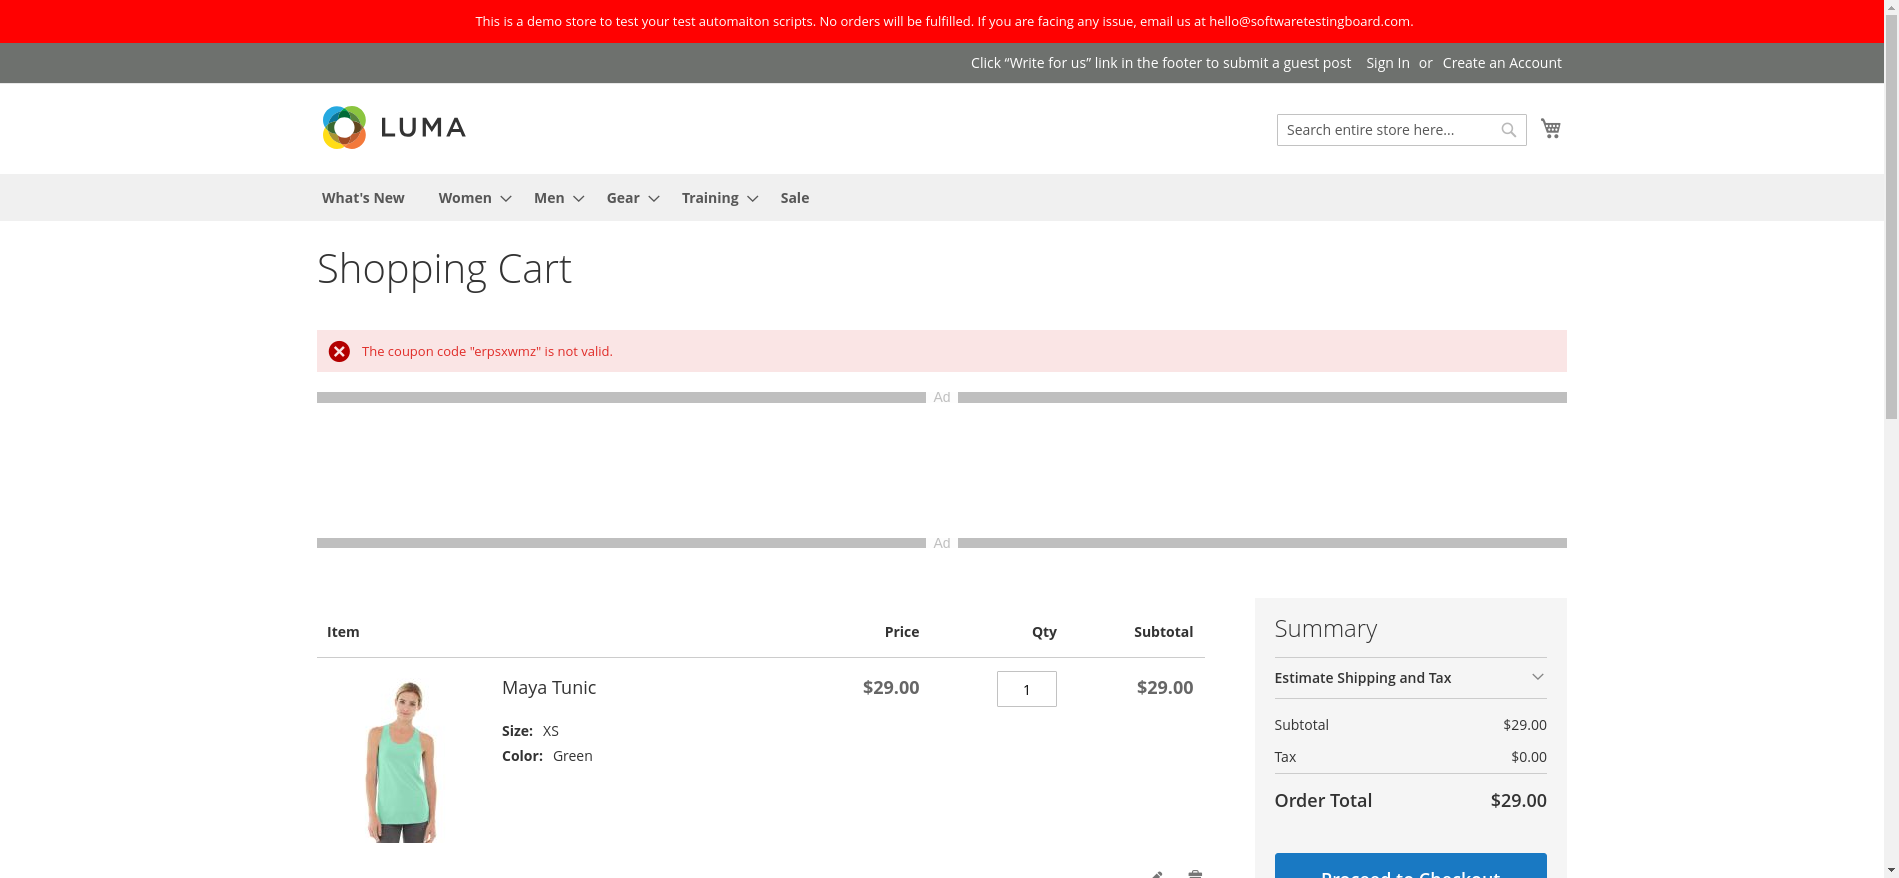 This is a demo store to test your test automaiton scripts. No orders will be fulfilled. If you are facing any issue, email us at hello@softwaretestingboard.com.
Click “Write for us” link in the footer to submit a guest post Sign In or Create an Account
LUMA
Search entire store here...
What's New Women Men Gear Training Sale
Shopping Cart
The coupon code "erpsxwmz" is not valid.
Ad
Ad
Item Price Qty Subtotal
Maya Tunic $29.00 1 $29.00
Size: XS
Color: Green
Summary
Estimate Shipping and Tax
Subtotal $29.00
Tax $0.00
Order Total $29.00
Proceed to Checkout